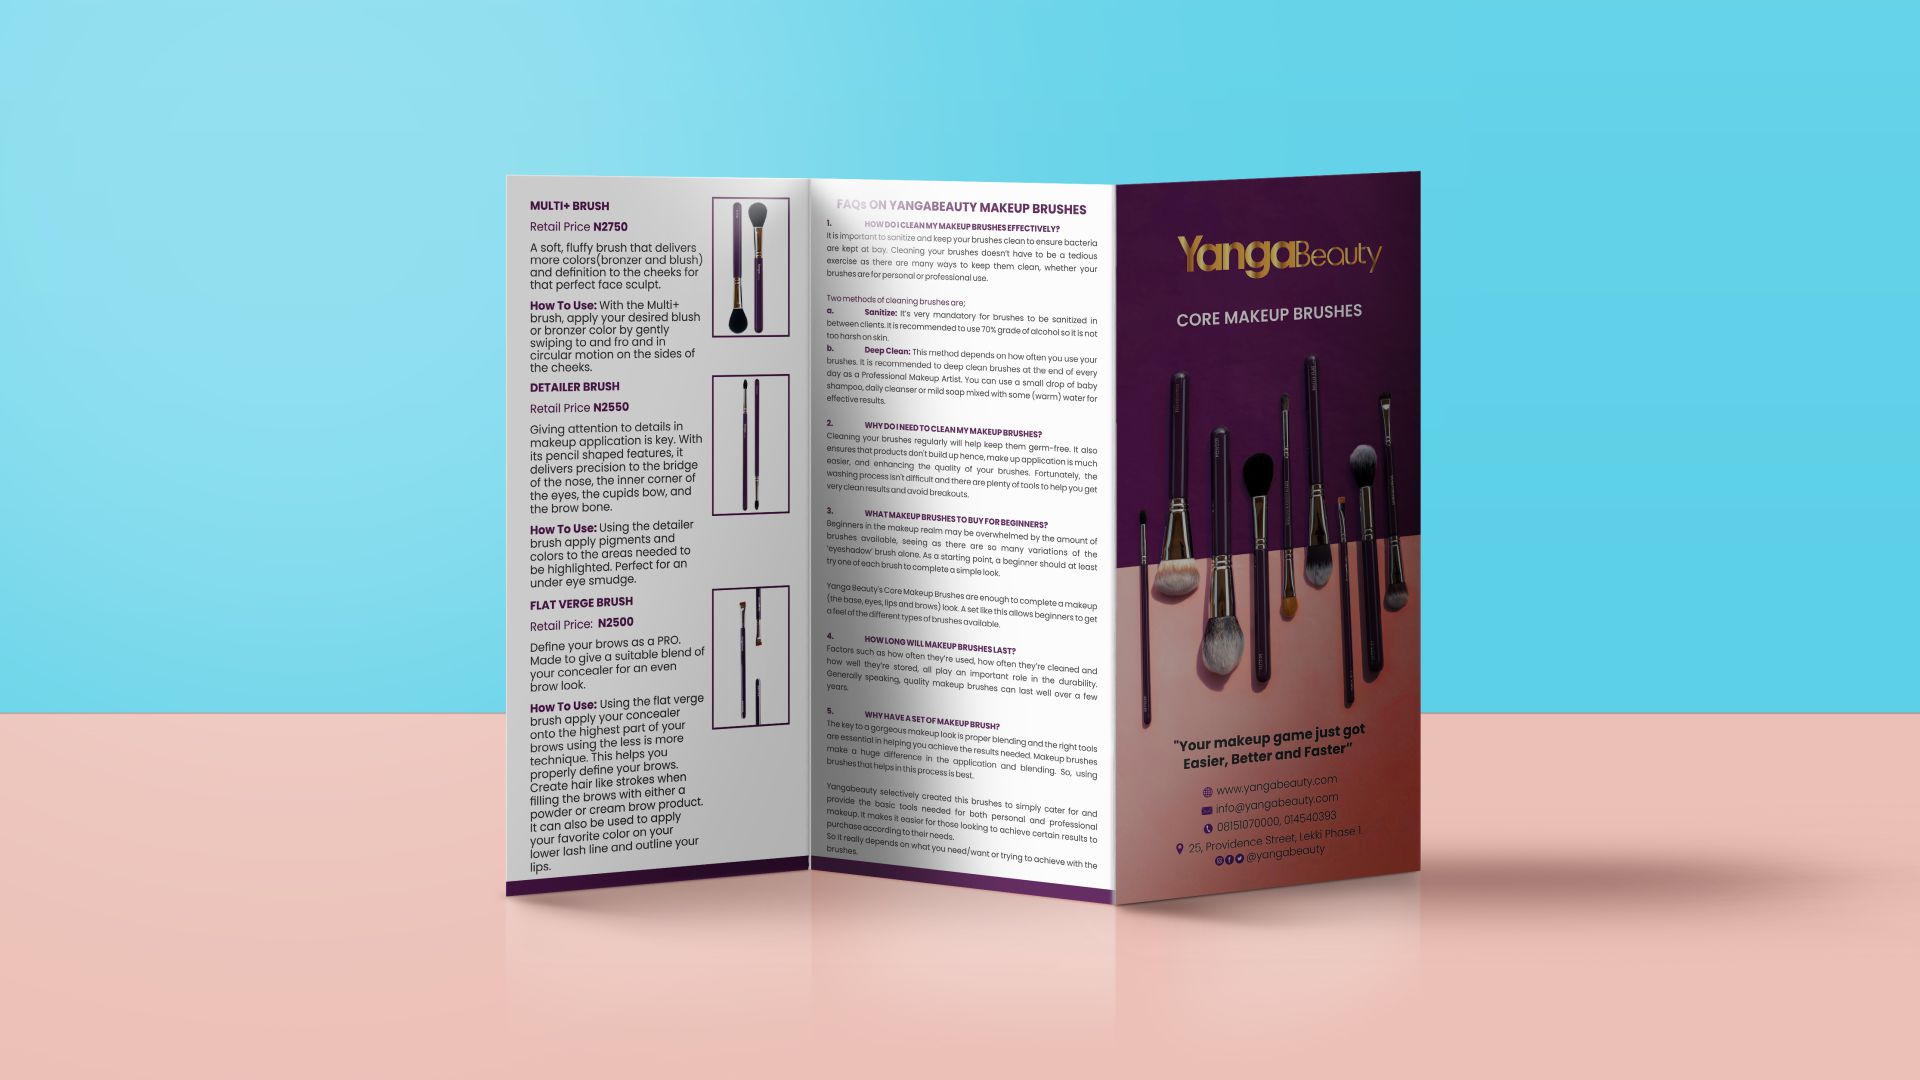 MULTI+ BRUSH
Retail Price N2750
A soft, fluffy brush that delivers
more colors(bronzer and blush)
and definition to the cheeks for
that perfect face sculpt.
How To Use: With the Multi+
brush, apply your desired blush
or bronzer color by gently
swiping to and fro and in
circular motion on the sides of
the cheeks.
DETAILER BRUSH
Retail Price N2550
Giving attention to details in
makeup application is key. With
its pencil shaped features, it
delivers precision to the bridge
of the nose, the inner corner of
the eyes, the cupids bow, and
the brow bone.
How To Use: Using the detailer
brush apply pigments and
colors to the areas needed to
be highlighted. Perfect for an
under eye smudge.
FLAT VERGE BRUSH
Retail Price: N2500
Define your brows as a PRO.
Made to give a suitable blend of
your concealer for an even
brow look.
How To Use: Using the flat verge
brush apply your concealer
onto the highest part of your
brows using the less is more
technique. This helps you
properly define your brows.
Create hair like strokes when
filling the brows with either a
powder or cream brow product.
It can also be used to apply
your favorite color on your
lower lash line and outline your
lips.
FAQs ON YANGABEAUTY MAKEUP BRUSHES
1. HOW DO I CLEAN MY MAKEUP BRUSHES EFFECTIVELY?
It is important to sanitize and keep your brushes clean to ensure bacteria
are kept at bay. Cleaning your brushes doesn't have to be a tedious
exercise as there are many ways to keep them clean, whether your
brushes are for personal or professional use.
Two methods of cleaning brushes are;
a. Sanitize: It's very mandatory for brushes to be sanitized in
between clients. It is recommended to use 70% grade of alcohol so it is not
too harsh on skin.
b. Deep Clean: This method depends on how often you use your
brushes. It is recommended to deep clean brushes at the end of every
day as a Professional Makeup Artist. You can use a small drop of baby
shampoo, daily cleanser or mild soap mixed with some (warm) water for
effective results.
2. WHY DO I NEED TO CLEAN MY MAKEUP BRUSHES?
Cleaning your brushes regularly will help keep them germ-free. It also
ensures that products don't build up hence, make up application is much
easier, and enhancing the quality of your brushes. Fortunately, the
washing process isn't difficult and there are plenty of tools to help you get
very clean results and avoid breakouts.
3. WHAT MAKEUP BRUSHES TO BUY FOR BEGINNERS?
Beginners in the makeup realm may be overwhelmed by the amount of
brushes available, seeing as there are so many variations of the
'eyeshadow' brush alone. As a starting point, a beginner should at least
try one of each brush to complete a simple look.
Yanga Beauty's Core Makeup Brushes are enough to complete a makeup
(the base, eyes, lips and brows) look. A set like this allows beginners to get
a feel of the different types of brushes available.
4. HOW LONG WILL MAKEUP BRUSHES LAST?
Factors such as how often they're used, how often they're cleaned and
how well they're stored, all play an important role in the durability.
Generally speaking, quality makeup brushes can last well over a few
years.
5. WHY HAVE A SET OF MAKEUP BRUSH?
The key to a gorgeous makeup look is proper blending and the right tools
are essential in helping you achieve the results needed. Makeup brushes
make a huge difference in the application and blending. So, using
brushes that helps in this process is best.
Yangabeauty selectively created this brushes to simply cater for and
provide the basic tools needed for both personal and professional
makeup. It makes it easier for those looking to achieve certain results to
purchase according to their needs.
So it really depends on what you need/want or trying to achieve with the
brushes.
YangaBeauty
CORE MAKEUP BRUSHES
"Your makeup game just got
Easier, Better and Faster"
www.yangabeauty.com
info@yangabeauty.com
08151070000, 014540393
25, Providence Street, Lekki Phase 1.
@yangabeauty